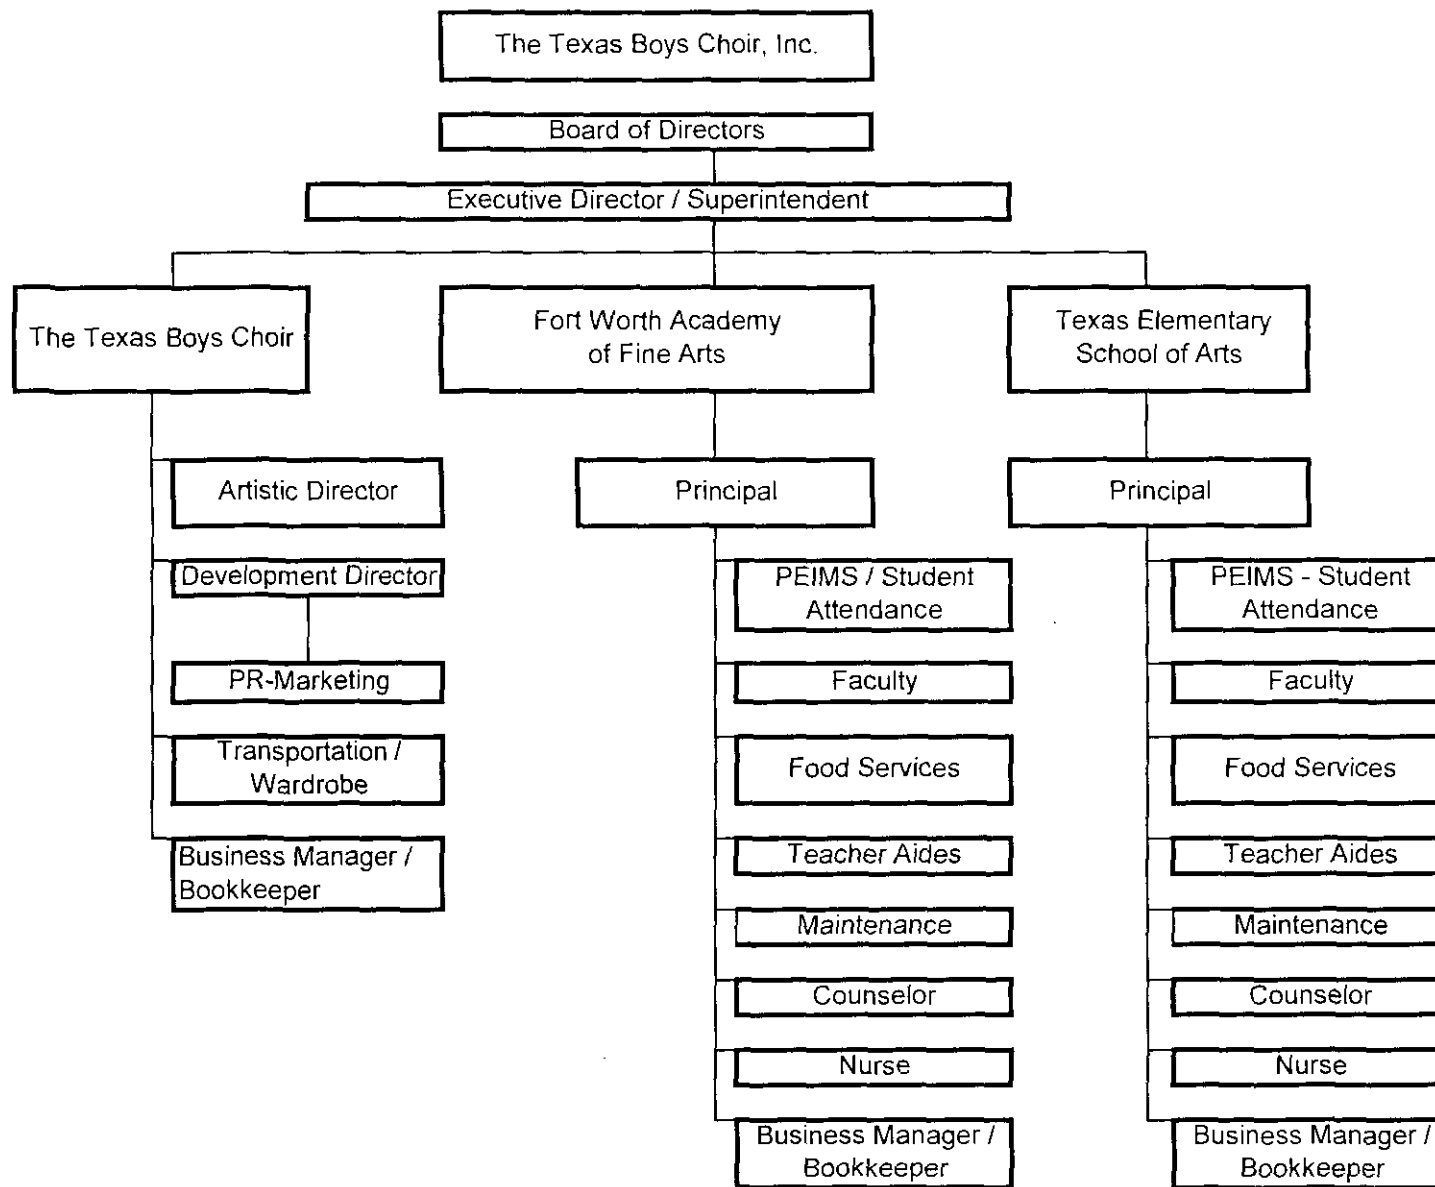 The Texas Boys Choir, Inc.
Board of Directors
Executive Director / Superintendent
The Texas Boys Choir
Fort Worth Academy
of Fine Arts
Texas Elementary
School of Arts
Artistic Director
Development Director
PR-Marketing
Transportation /
Wardrobe
Business Manager /
Bookkeeper
Principal
PEIMS / Student
Attendance
Faculty
Food Services
Teacher Aides
Maintenance
Counselor
Nurse
Business Manager /
Bookkeeper
Principal
PEIMS - Student
Attendance
Faculty
Food Services
Teacher Aides
Maintenance
Counselor
Nurse
Business Manager /
Bookkeeper